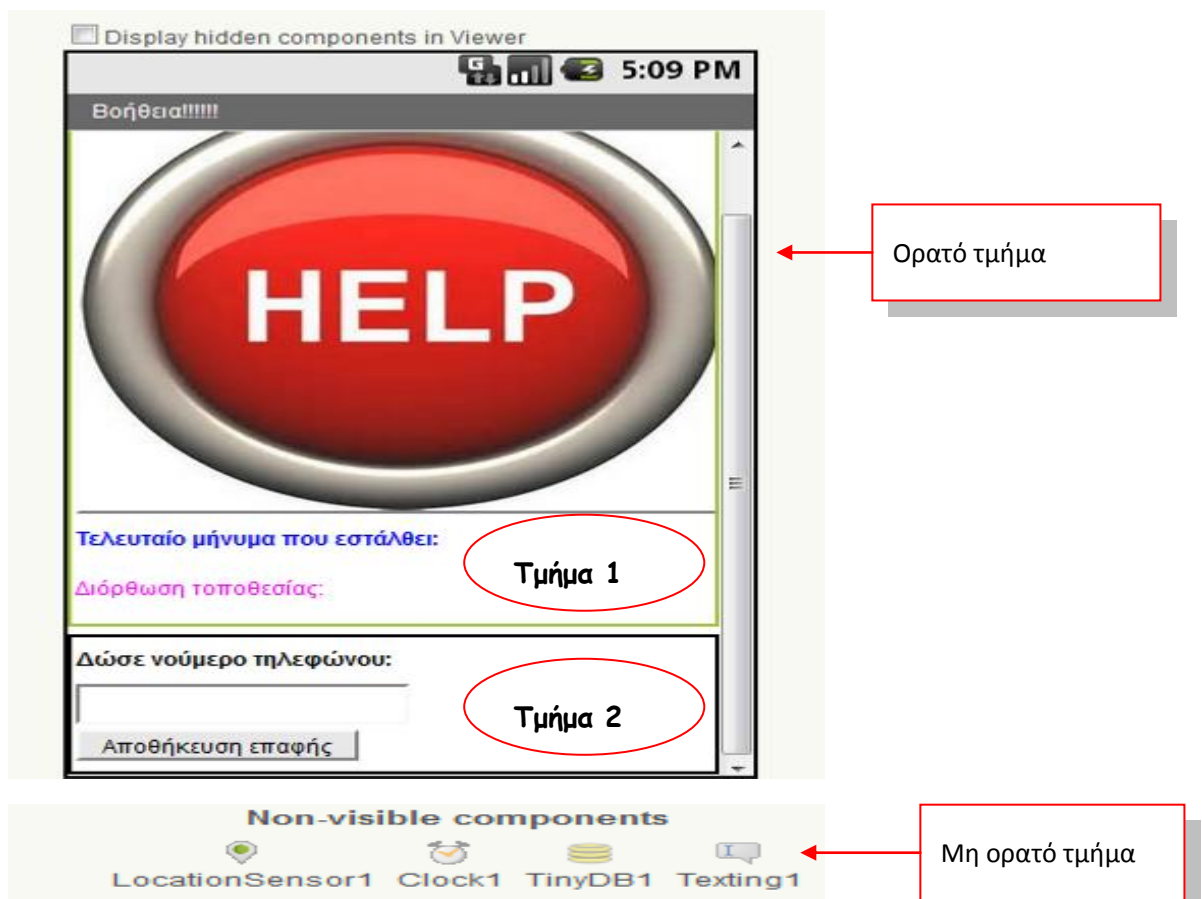 Display hidden components in Viewer
5:09 PM
Βοήθεια!!!!!!
HELP
Ορατό τμήμα
Τελευταίο μήνυμα που εστάλθει:
Τμήμα 1
Διόρθωση τοποθεσίας:
Δώσε νούμερο τηλεφώνου:
Τμήμα 2
Αποθήκευση επαφής
Non-visible components
Μη ορατό τμήμα
LocationSensor1 Clock1 TinyDB1 Texting1